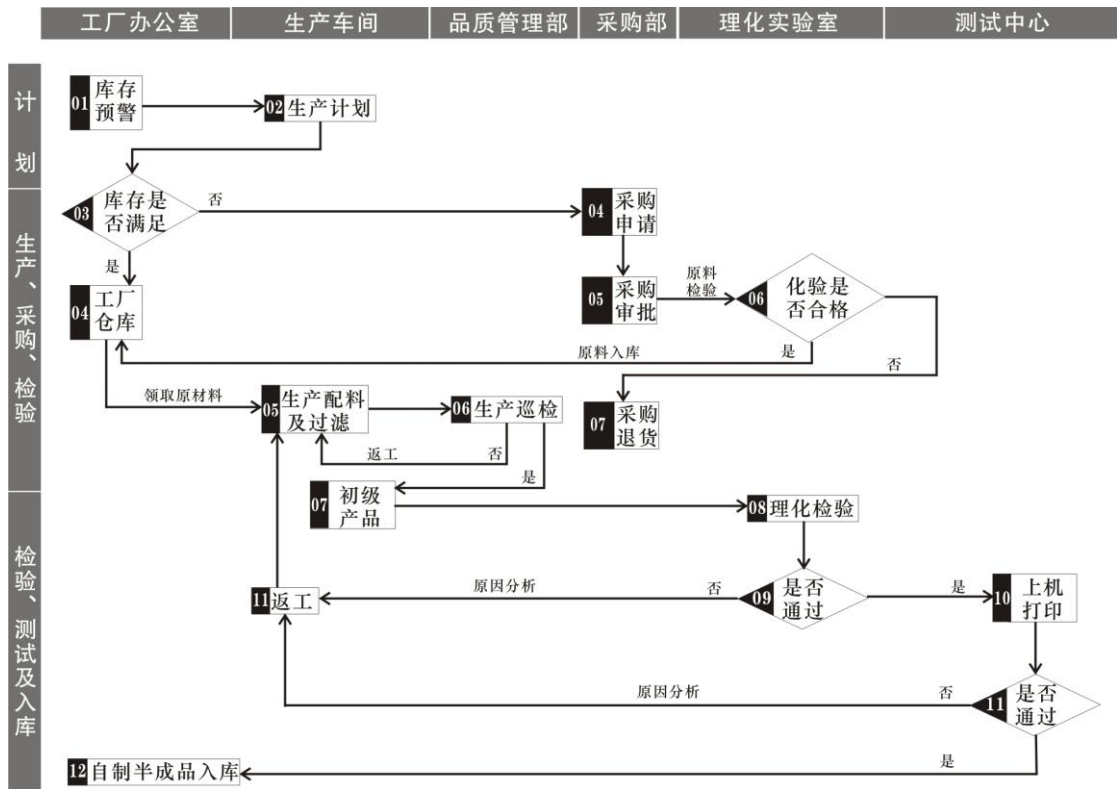 工厂办公室 生产车间 品质管理部 采购部 理化实验室 测试中心
计划
生产、采购、检验
检验、测试及入库
01 库存
预警
02 生产计划
03 库存是
否满足
否
是
04 采购
申请
04 工厂
仓库
05 采购
审批
原料
检验
06 化验是
否合格
原料入库
是
否
领取原材料
05 生产配料
及过滤
06 生产巡检
07 采购
退货
返工
否
是
07 初级
产品
08 理化检验
11 返工
原因分析
否
09 是否
通过
是
10 上机
打印
原因分析
否
11 是否
通过
12 自制半成品入库
是